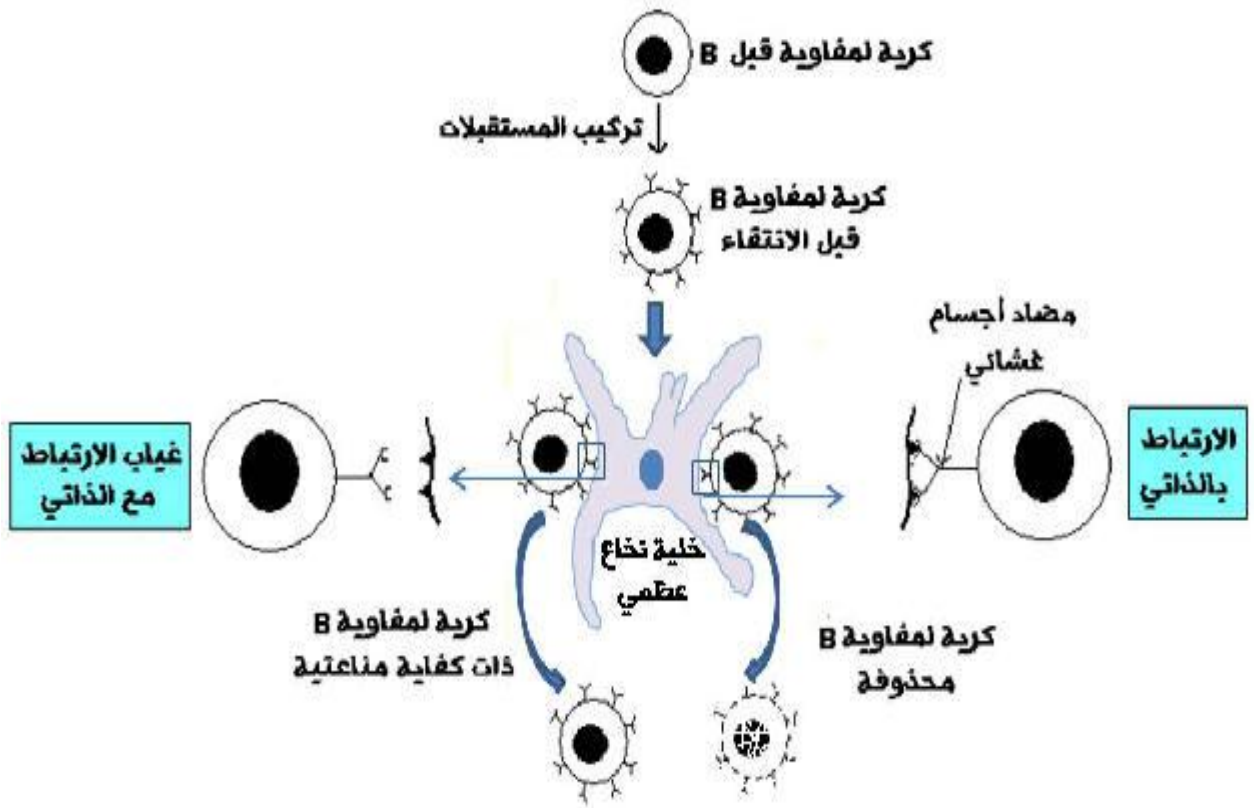 كرية لمفاوية قبل B
تركيب المستقبلات
كرية لمفاوية B
قبل الانتقاء
مضاد أجسام
غشائي
الارتباط
بالذاتي
غياب الارتباط
مع الذاتي
خلية نخاع
عظمي
كرية لمفاوية B
ذات كفاية مناعتية
كرية لمفاوية B
محذوفة